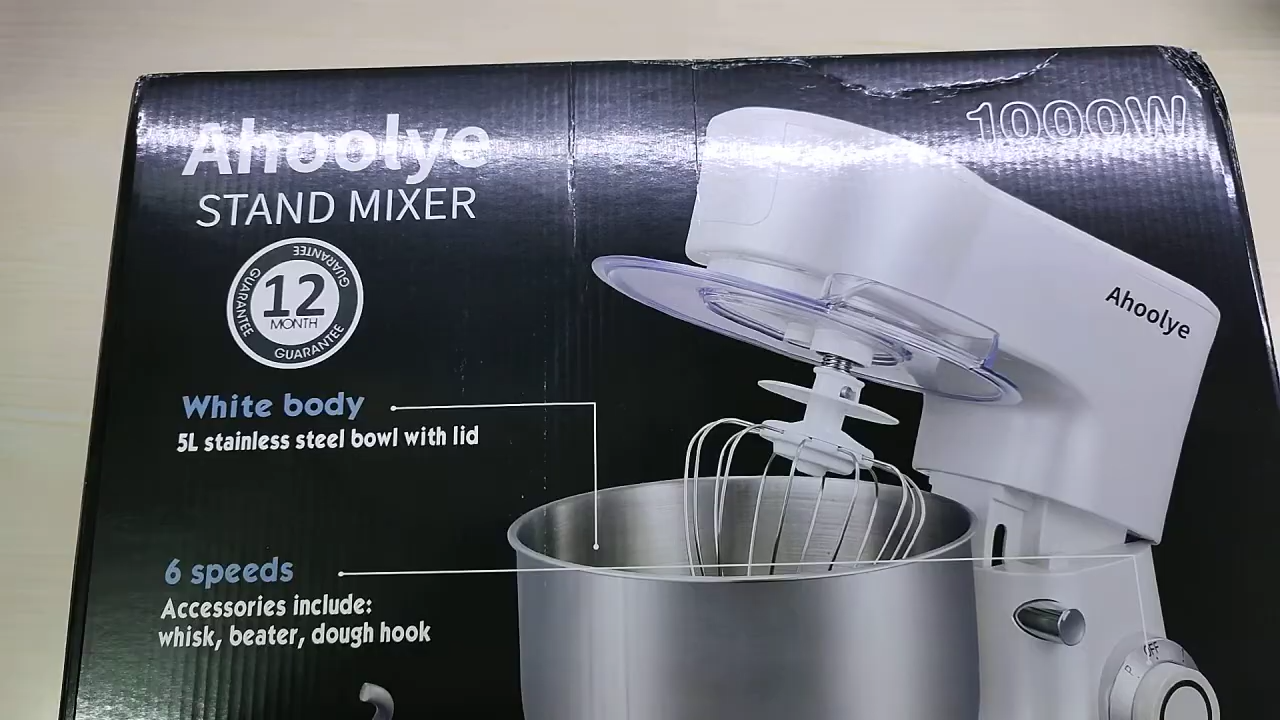 Ahoolye
STAND MIXER
1000W
GUARANTEE
GUARANTEE
12
MONTH
GUARANTEE
Ahoolye
White body
5L stainless steel bowl with lid
6 speeds
Accessories include:
whisk, beater, dough hook
OFF
P